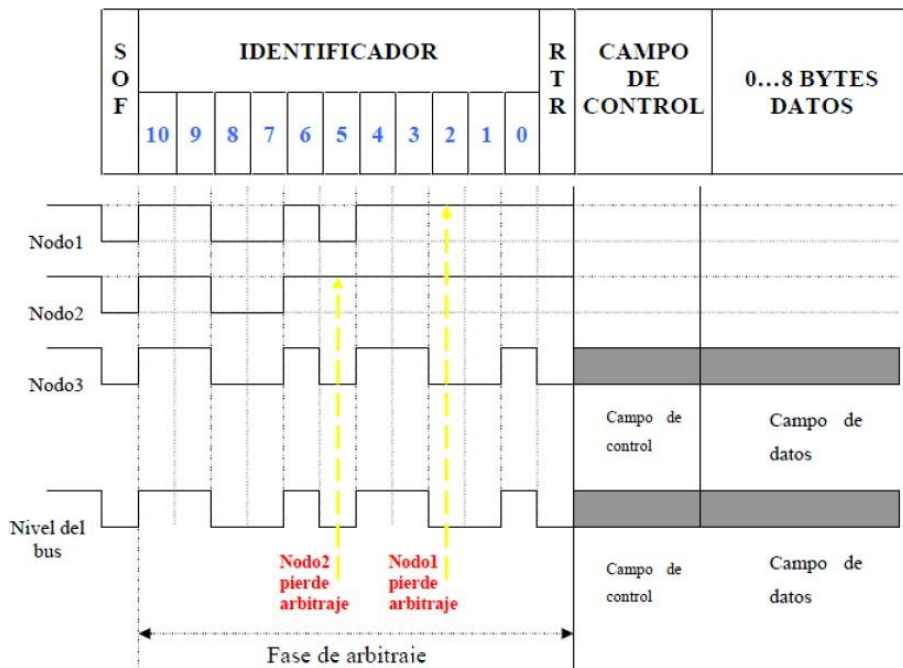 S
O
F
IDENTIFICADOR
R
T
R
CAMPO
DE
CONTROL
0…8 BYTES
DATOS
10 9 8 7 6 5 4 3 2 1 0
Nodo1
Nodo2
Nodo3
Campo de
control
Campo de
datos
Nivel del
bus
Nodo2
pierde
arbitraje
Nodo1
pierde
arbitraje
Campo de
control
Campo de
datos
Fase de arbitraje